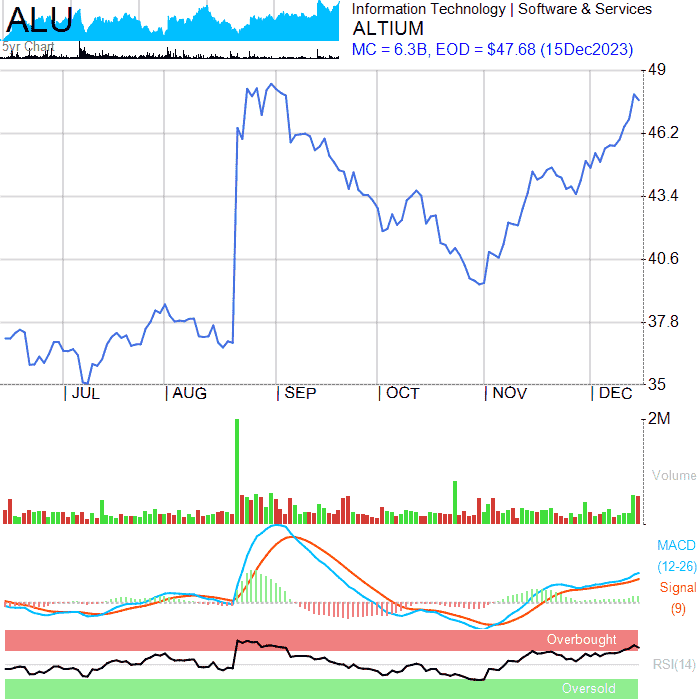 ALU
5yr Chart
Information Technology | Software & Services
ALTIUM
MC = 6.3B, EOD = $47.68 (15Dec2023)
49
46.2
43.4
40.6
37.8
35
JUL AUG SEP OCT NOV DEC
2M
Volume
MACD
(12-26)
Signal
(9)
Overbought
RSI(14)
Oversold